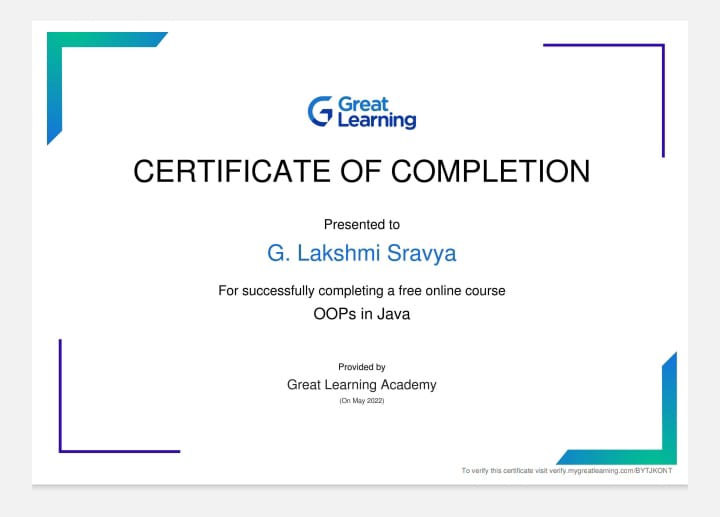 Great
Learning
CERTIFICATE OF COMPLETION
Presented to
G. Lakshmi Sravya
For successfully completing a free online course
OOPs in Java
Provided by
Great Learning Academy
(On May 2022)
To verify this certificate visit verify.mygreatlearning.com/BYTJKONT